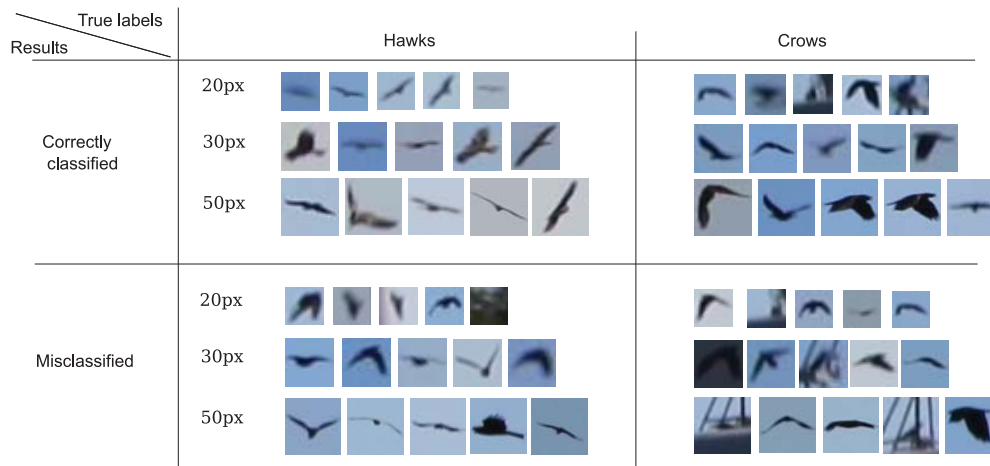 True labels
Results
Hawks
Crows
Correctly
classified
20px
30px
50px
Misclassified
20px
30px
50px